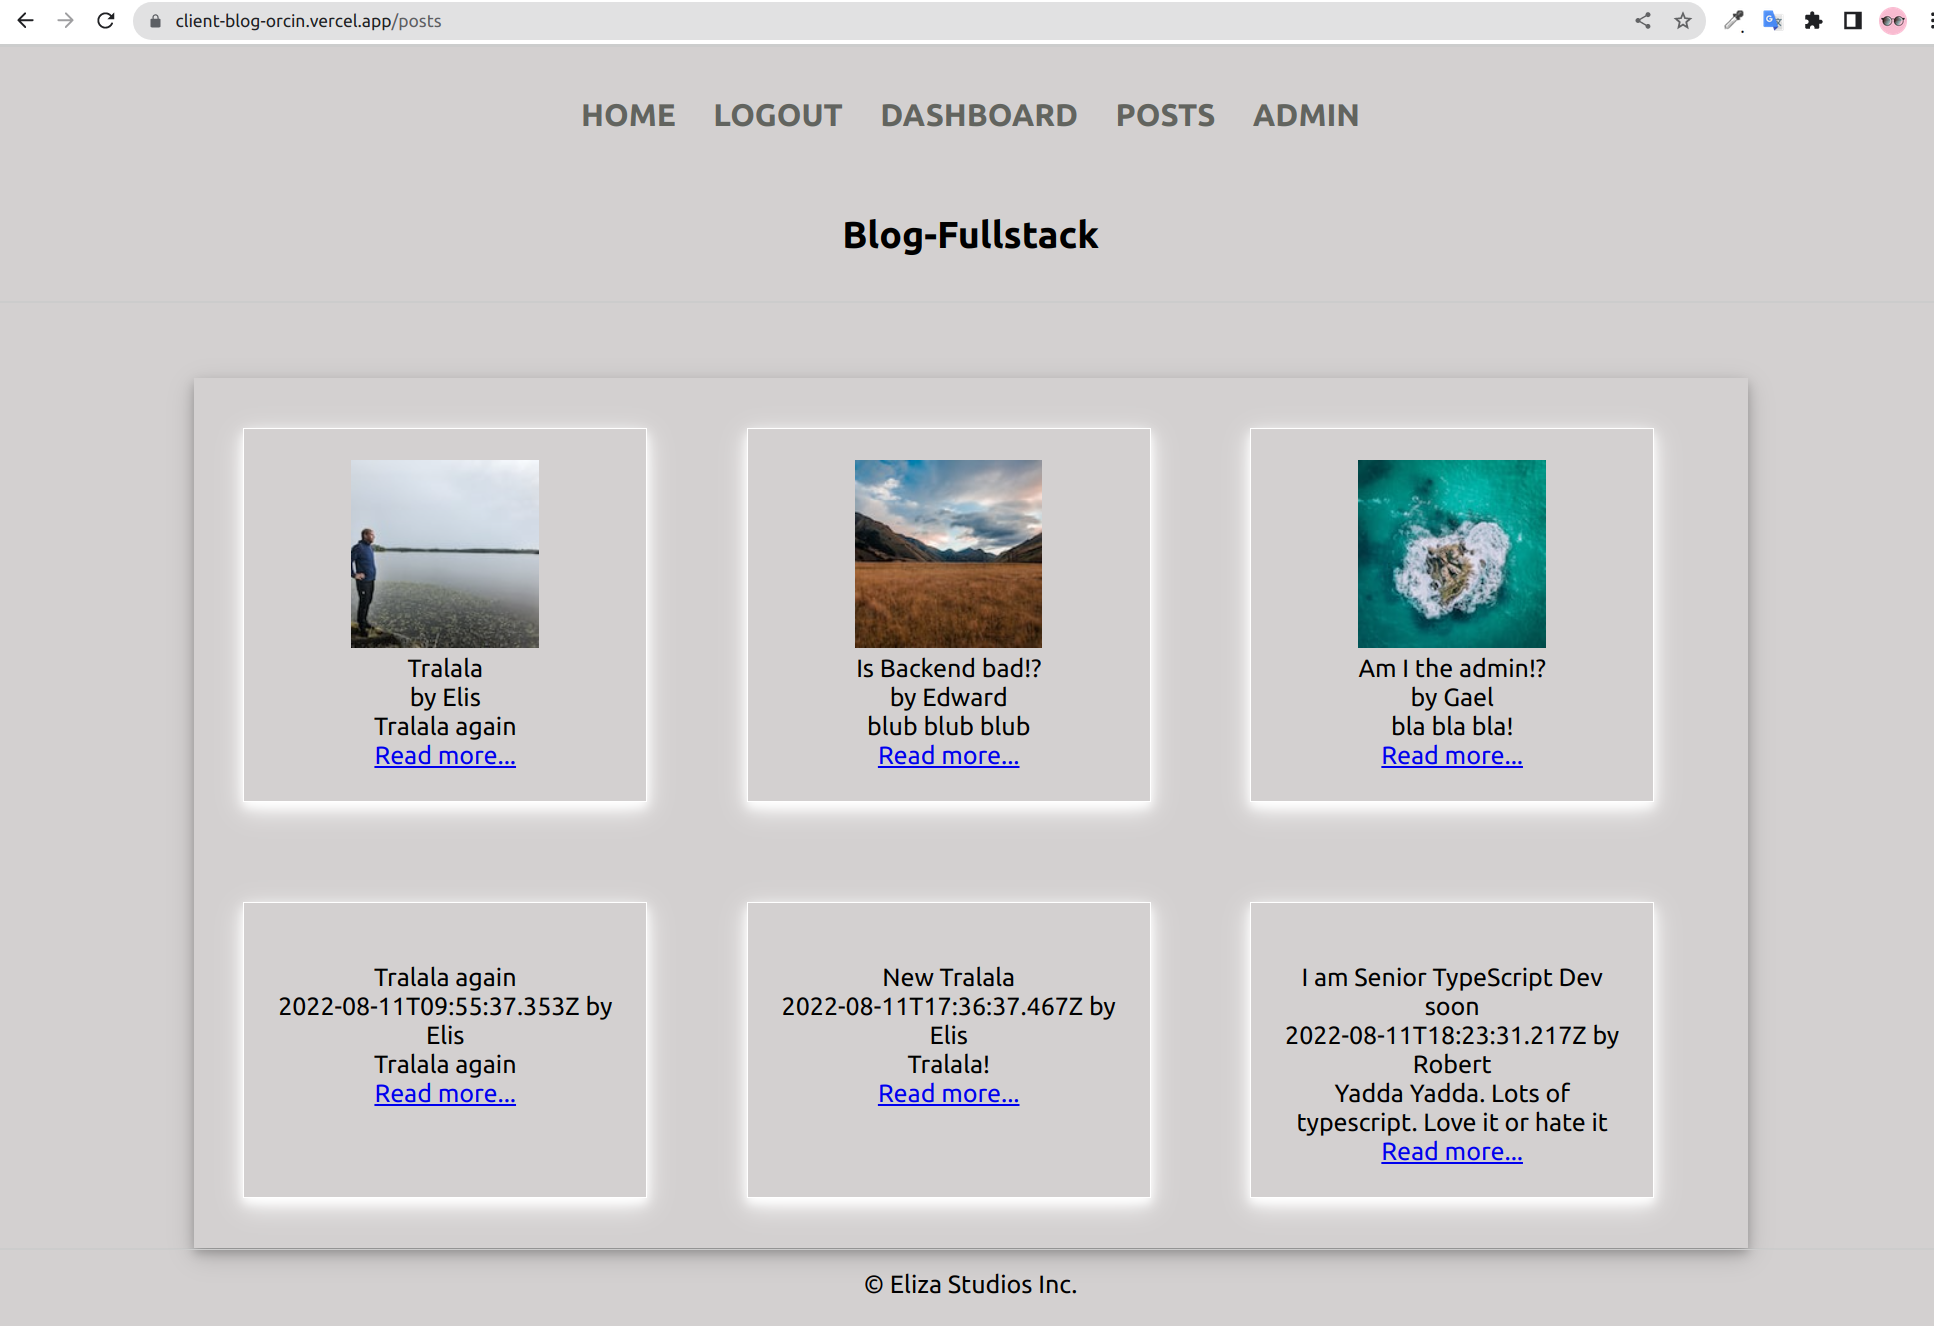 client-blog-orcin.vercel.app/posts
HOME LOGOUT DASHBOARD POSTS ADMIN
Blog-Fullstack
Tralala
by Elis
Tralala again
Read more...
Is Backend bad!?
by Edward
blub blub blub
Read more...
Am I the admin!?
by Gael
bla bla bla!
Read more...
Tralala again
2022-08-11T09:55:37.353Z by
Elis
Tralala again
Read more...
New Tralala
2022-08-11T17:36:37.467Z by
Elis
Tralala!
Read more...
I am Senior TypeScript Dev
soon
2022-08-11T18:23:31.217Z by
Robert
Yadda Yadda. Lots of
typescript. Love it or hate it
Read more...
© Eliza Studios Inc.